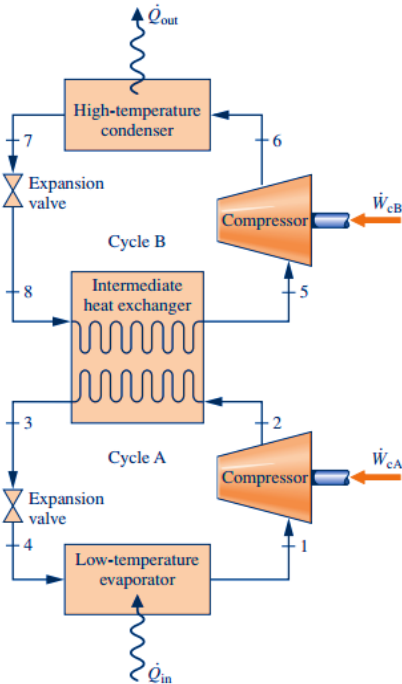 Q̇out
High-temperature
condenser
7
6
Expansion
valve
ẆcB
Compressor
Cycle B
Intermediate
heat exchanger
8
5
3
2
Cycle A
ẆcA
Compressor
Expansion
valve
4
Low-temperature
evaporator
1
Q̇in